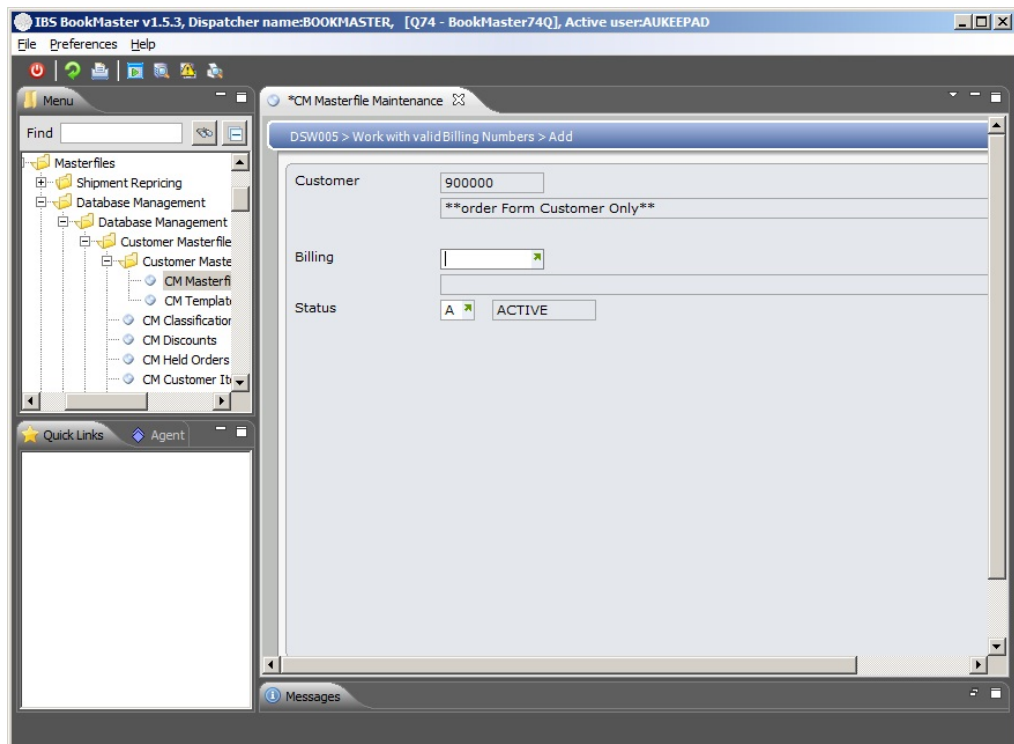 IBS BookMaster v1.5.3, Dispatcher name:BOOKMASTER, [Q74 - BookMaster74Q], Active user:AUKEEPAD
File Preferences Help
Menu
Find
Masterfiles
Shipment Repricing
Database Management
Database Management
Customer Masterfile
Customer Maste
CM Masterfi
CM Templat
CM Classification
CM Discounts
CM Held Orders
CM Customer It
Quick Links Agent
*CM Masterfile Maintenance
DSW005 > Work with valid Billing Numbers > Add
Customer 900000
**order Form Customer Only**
Billing
Status A ACTIVE
Messages